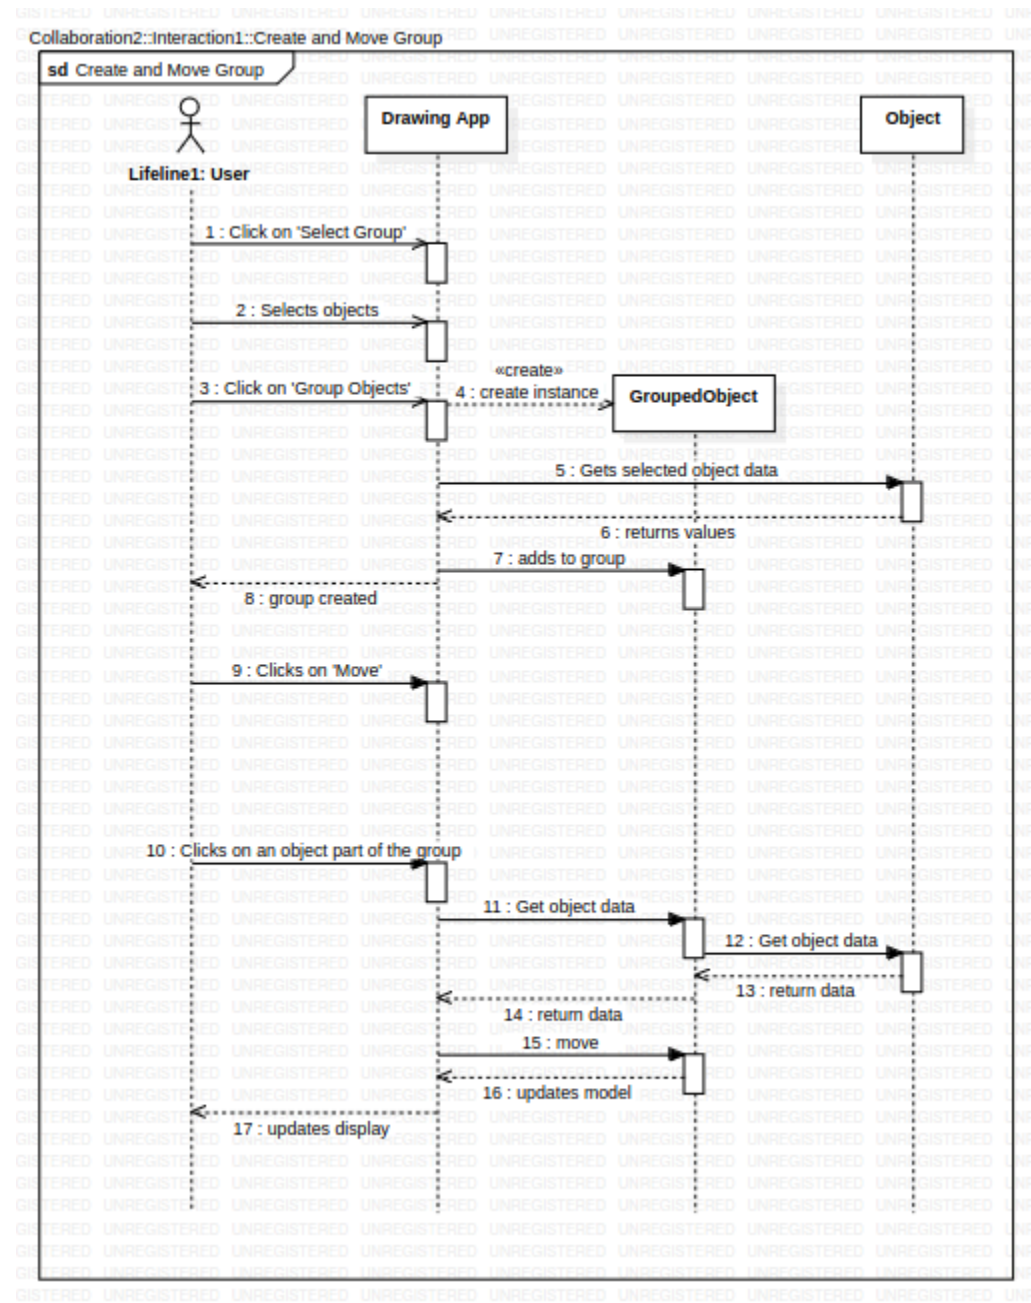 Collaboration2::Interaction1::Create and Move Group
sd Create and Move Group
Drawing App
Object
Lifeline1: User
1 : Click on 'Select Group'
2 : Selects objects
«create»
3 : Click on 'Group Objects'
4 : create instance
GroupedObject
5 : Gets selected object data
6 : returns values
7 : adds to group
8 : group created
9 : Clicks on 'Move'
10 : Clicks on an object part of the group
11 : Get object data
12 : Get object data
13 : return data
14 : return data
15 : move
16 : updates model
17 : updates display
UNREGISTERED